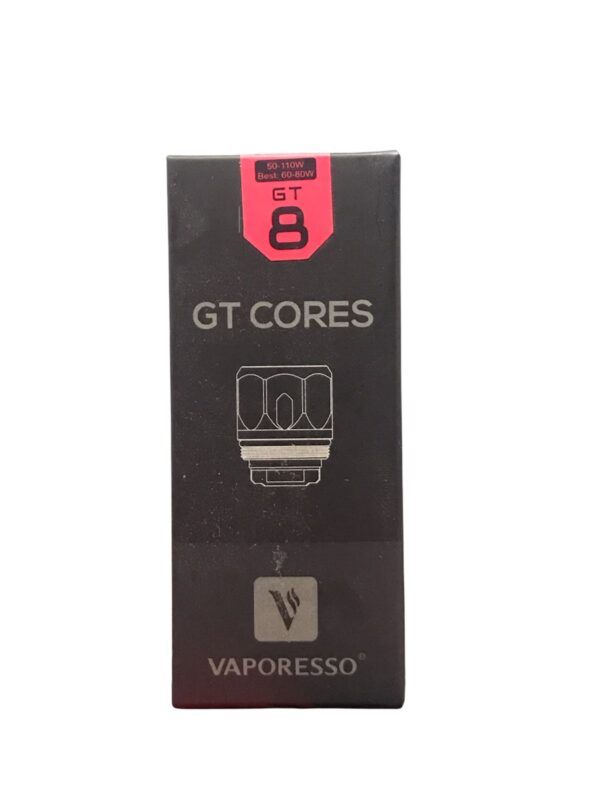 50-110W
Best: 60-80W
GT
8
GT CORES
VAPORESSO®